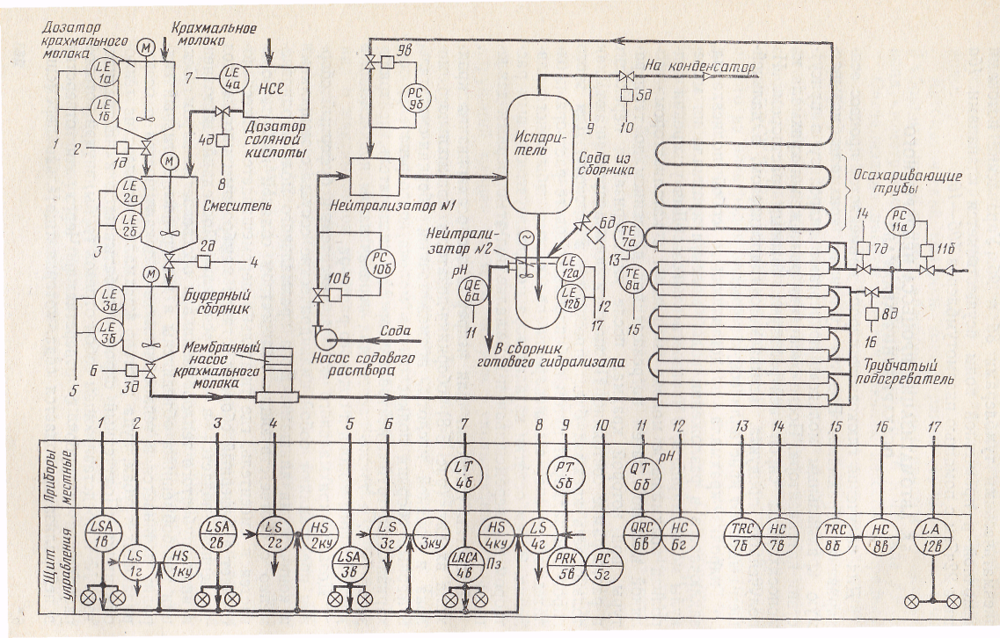 Дозатор
крахмального
молока
Крахмальное
молоко
М
LE
1а
LE
1б
1
2
1д
7
LE
4а
HCl
Дозатор
соляной
кислоты
4д
8
М
LE
2а
LE
2б
3
Смеситель
2д
4
М
LE
3а
LE
3б
5
Буферный
сборник
6
3д
Мембранный
насос
крахмального
молока
9в
PC
9б
Нейтрализатор №1
PC
10б
10в
Сода
Насос содового
раствора
Испари-
тель
На конденсатор
5д
9
10
Сода из
сборника
6д
Нейтрали-
затор №2
~
LE
12а
LE
12б
12
17
pH
QE
6а
11
В сборник
готового гидрализала
Осахаривающие
трубы
TE
7а
13
TE
8а
15
14
7д
PC
11а
11б
8д
16
Трубчатый
подогреватель
1 2 3 4 5 6 7 8 9 10 11 12 13 14 15 16 17
Приборы
местные
LT
4б
PT
5б
QT
6б
pH
Щит
управления
LSA
1в
LS
1г
HS
1ку
LSA
2в
LS
2г
HS
2ку
LSA
3в
LS
3г
3ку
LRCA
4в
Пз
HS
4ку
LS
4г
PRK
5в
PC
5г
QRC
6в
HC
6г
TRC
7б
HC
7в
TRC
8б
HC
8в
LA
12в